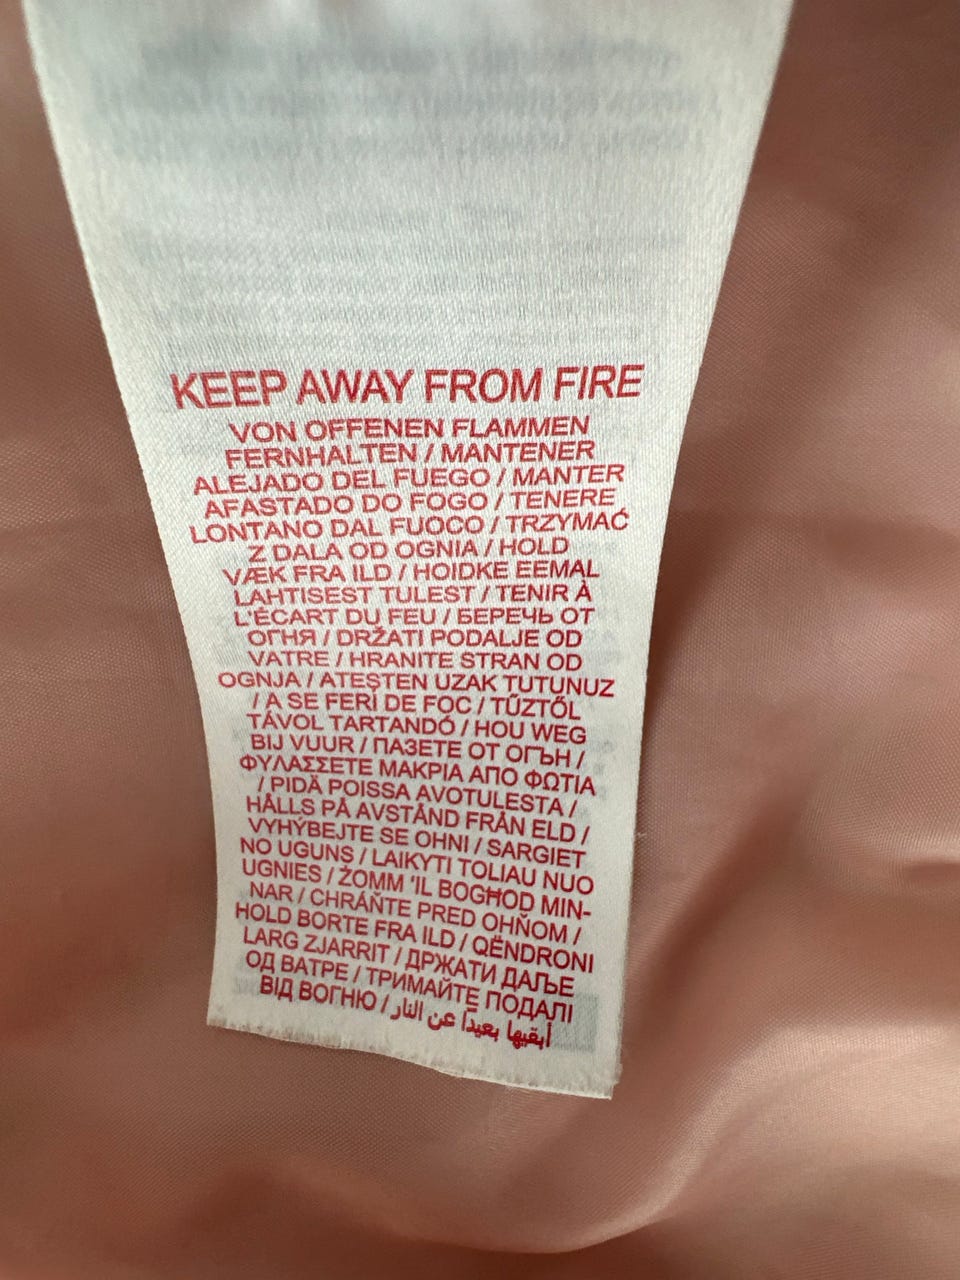 KEEP AWAY FROM FIRE
VON OFFENEN FLAMMEN
FERNHALTEN / MANTENER
ALEJADO DEL FUEGO / MANTER
AFASTADO DO FOGO / TENERE
LONTANO DAL FUOCO / TRZYMAĆ
Z DALA OD OGNIA / HOLD
VÆK FRA ILD / HOIDKE EEMAL
LAHTISEST TULEST / TENIR À
L'ÉCART DU FEU / БЕРЕЧЬ ОТ
ОГНЯ / DRŽATI PODALJE OD
VATRE / HRANITE STRAN OD
OGNJA / ATEŞTEN UZAK TUTUNUZ
/ A SE FERI DE FOC / TŰZTŐL
TÁVOL TARTANDÓ / HOU WEG
BIJ VUUR / ПАЗЕТЕ ОТ ОГЪН /
ΦΥΛΑΣΣΕΤΕ ΜΑΚΡΙΑ ΑΠΟ ΦΩΤΙΑ
/ PIDÄ POISSA AVOTULESTA /
HÅLLS PÅ AVSTÅND FRÅN ELD /
VYHÝBEJTE SE OHNI / SARGIET
NO UGUNS / LAIKYTI TOLIAU NUO
UGNIES / ŻOMM 'IL BOGĦOD MIN-
NAR / CHRÁŇTE PRED OHŇOM /
HOLD BORTE FRA ILD / QËNDRONI
LARG ZJARRIT / ДРЖАТИ ДАЉЕ
ОД ВАТРЕ / ТРИМАЙТЕ ПОДАЛІ
ВІД ВОГНЮ / أبقيها بعيداً عن النار